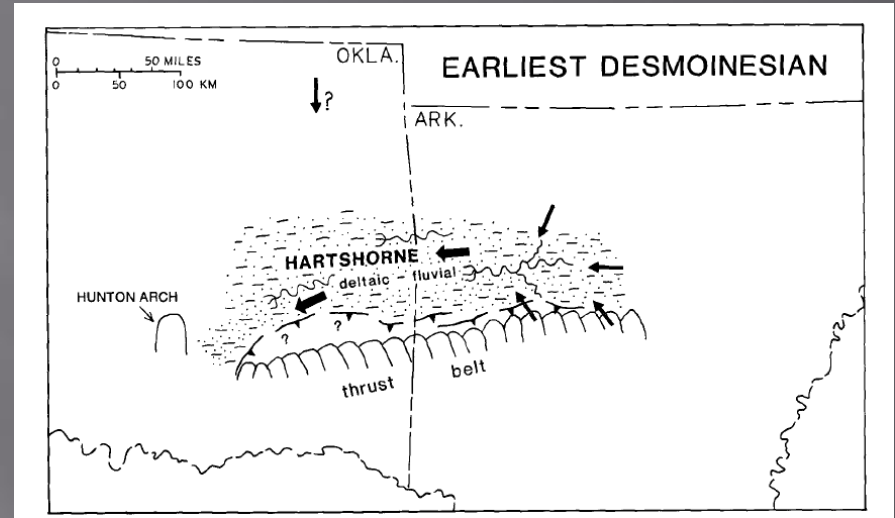 EARLIEST DESMOINESIAN
0 50 MILES
0 50 100 KM
OKLA.
ARK.
?
HARTSHORNE
deltaic - fluvial
HUNTON ARCH
?
?
thrust belt